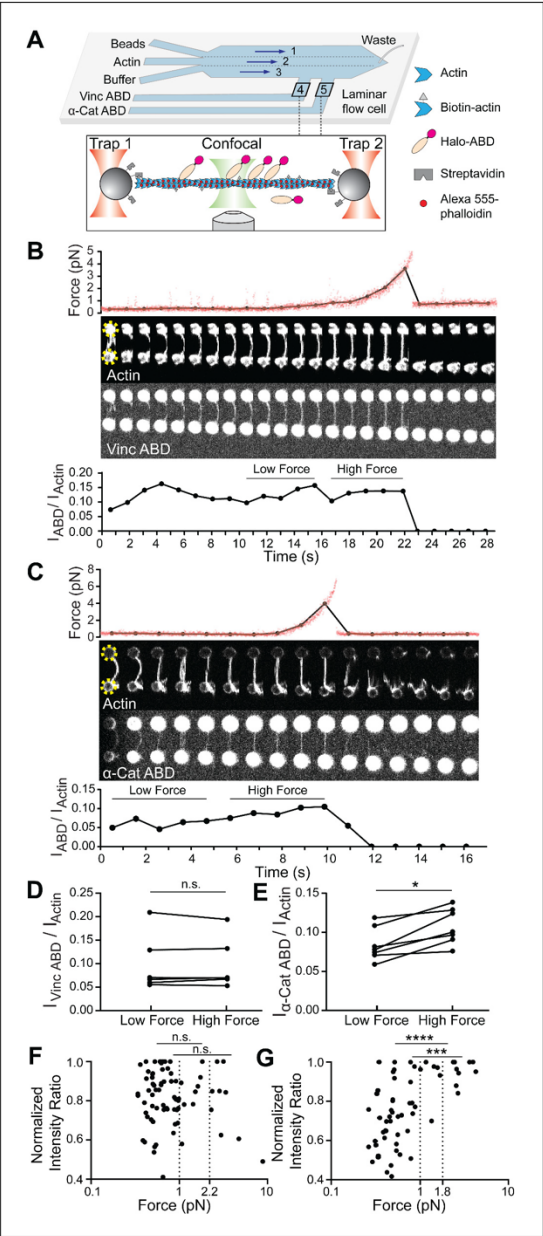 A
Beads
Actin
Buffer
Vinc ABD
α-Cat ABD
1
2
3
4
5
Waste
Laminar
flow cell
Trap 1
Confocal
Trap 2
Actin
Biotin-actin
Halo-ABD
Streptavidin
Alexa 555-
phalloidin
B
Force (pN)
5
4
3
2
1
0
Actin
Vinc ABD
I ABD / I Actin
0.20
0.15
0.10
0.05
0.00
Low Force
High Force
0 2 4 6 8 10 12 14 16 18 20 22 24 26 28
Time (s)
C
Force (pN)
8
6
4
2
0
Actin
α-Cat ABD
I ABD / I Actin
0.15
0.10
0.05
0.00
Low Force
High Force
0 2 4 6 8 10 12 14 16
Time (s)
D
I Vinc ABD / I Actin
0.25
0.20
0.15
0.10
0.05
0.00
n.s.
Low Force High Force
E
I α-Cat ABD / I Actin
0.15
0.10
0.05
0.00
*
Low Force High Force
F
Normalized
Intensity Ratio
n.s.
n.s.
1.0
0.8
0.6
0.4
0.1 1 2.2 10
Force (pN)
G
Normalized
Intensity Ratio
****
***
1.0
0.8
0.6
0.4
0.1 1 1.8 10
Force (pN)